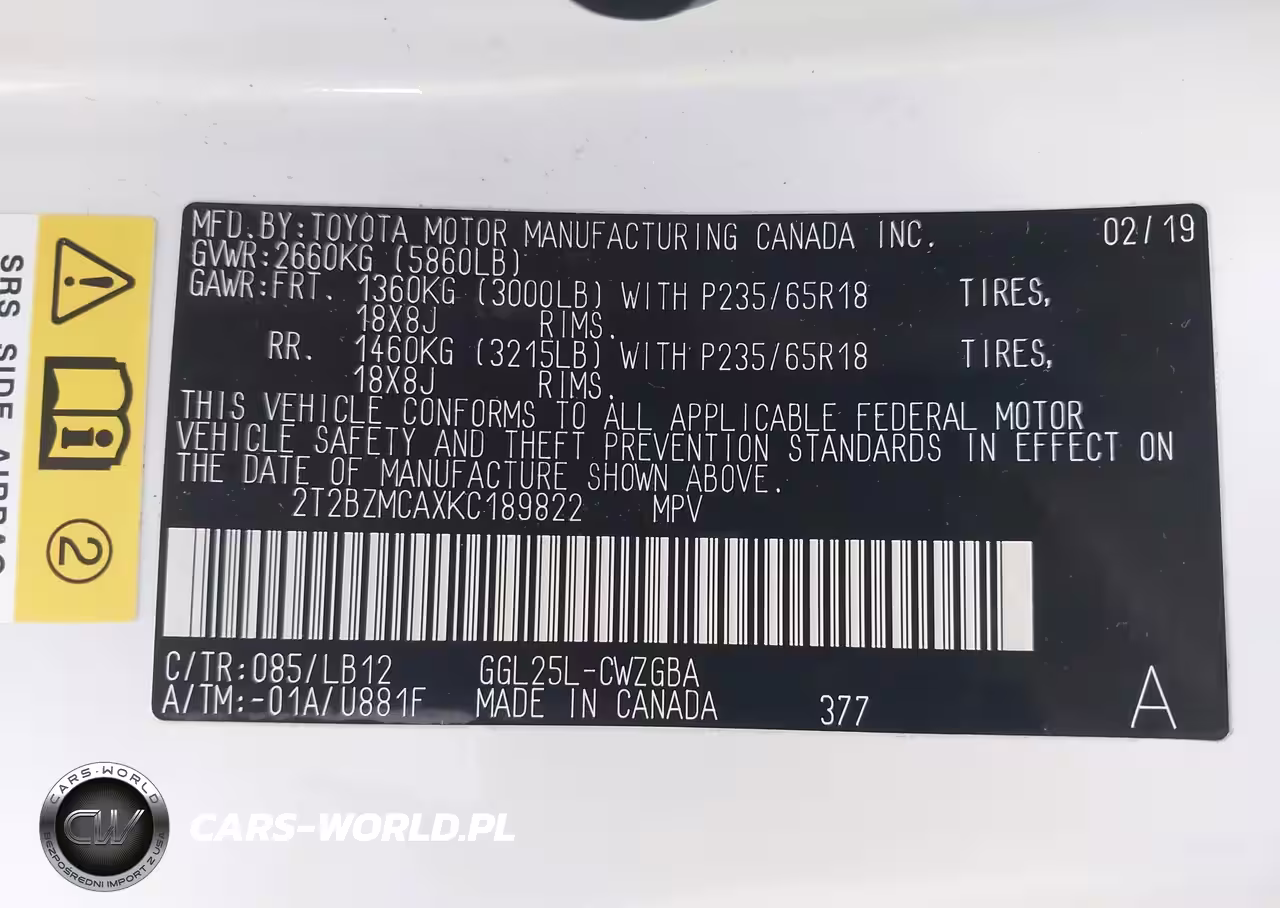 MFD.BY:TOYOTA MOTOR MANUFACTURING CANADA INC. 02/19
GVWR:2660KG (5860LB)
GAWR:FRT. 1360KG (3000LB) WITH P235/65R18 TIRES,
18X8J RIMS.
RR. 1460KG (3215LB) WITH P235/65R18 TIRES,
18X8J RIMS.
THIS VEHICLE CONFORMS TO ALL APPLICABLE FEDERAL MOTOR
VEHICLE SAFETY AND THEFT PREVENTION STANDARDS IN EFFECT ON
THE DATE OF MANUFACTURE SHOWN ABOVE.
2T2BZMCAXKC189822 MPV
C/TR:085/LB12 GGL25L-CWZGBA
A/TM:-01A/U881F MADE IN CANADA 377 A
SRS SIDE AIRBAG
2
CARS-WORLD
CW
BEZPOŚREDNI IMPORT Z USA
CARS-WORLD.PL